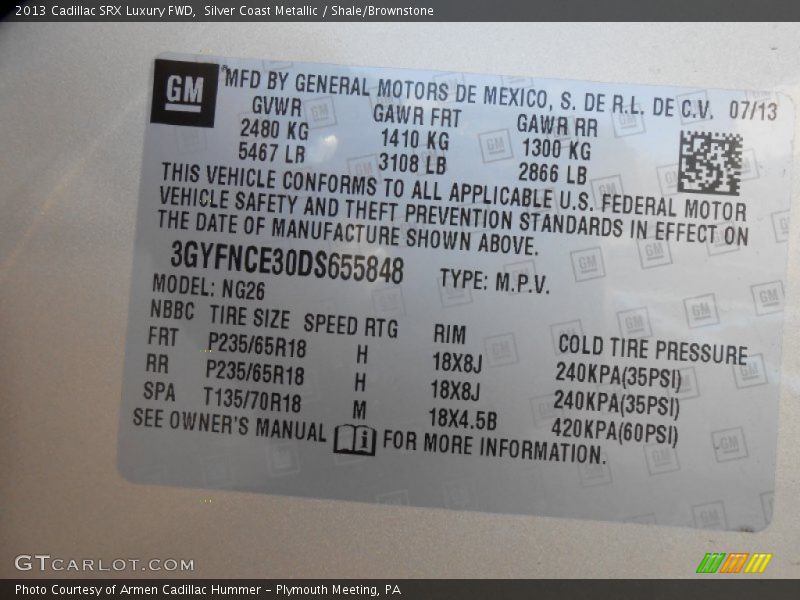 2013 Cadillac SRX Luxury FWD, Silver Coast Metallic / Shale/Brownstone
GM ® MFD BY GENERAL MOTORS DE MEXICO, S. DE R.L. DE C.V. 07/13
GVWR GAWR FRT GAWR RR
2480 KG 1410 KG 1300 KG
5467 LB 3108 LB 2866 LB
THIS VEHICLE CONFORMS TO ALL APPLICABLE U.S. FEDERAL MOTOR
VEHICLE SAFETY AND THEFT PREVENTION STANDARDS IN EFFECT ON
THE DATE OF MANUFACTURE SHOWN ABOVE.
3GYFNCE30DS655848 TYPE: M.P.V.
MODEL: NG26
NBBC TIRE SIZE SPEED RTG RIM COLD TIRE PRESSURE
FRT P235/65R18 H 18X8J 240KPA(35PSI)
RR P235/65R18 H 18X8J 240KPA(35PSI)
SPA T135/70R18 M 18X4.5B 420KPA(60PSI)
SEE OWNER'S MANUAL i FOR MORE INFORMATION.
GTCARLOT.COM
Photo Courtesy of Armen Cadillac Hummer - Plymouth Meeting, PA